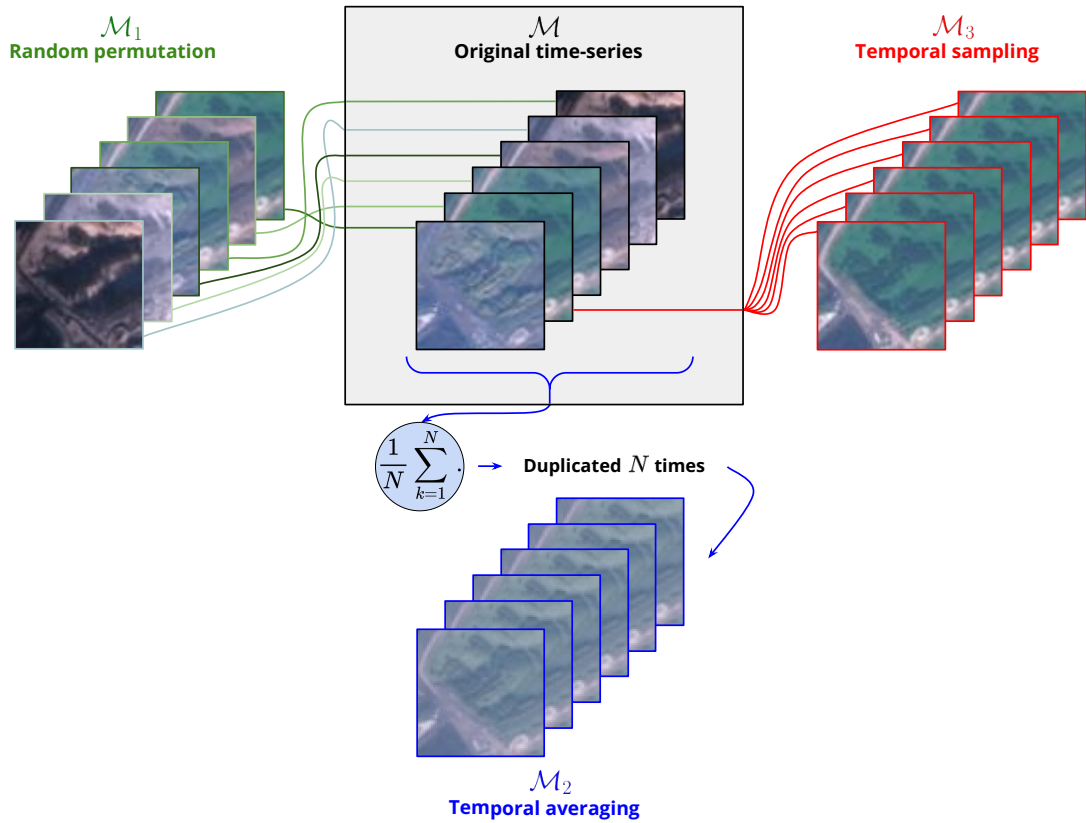 ℳ₁
Random permutation
ℳ
Original time-series
ℳ₃
Temporal sampling
1/N ∑_{k=1}^{N} .
Duplicated N times
ℳ₂
Temporal averaging